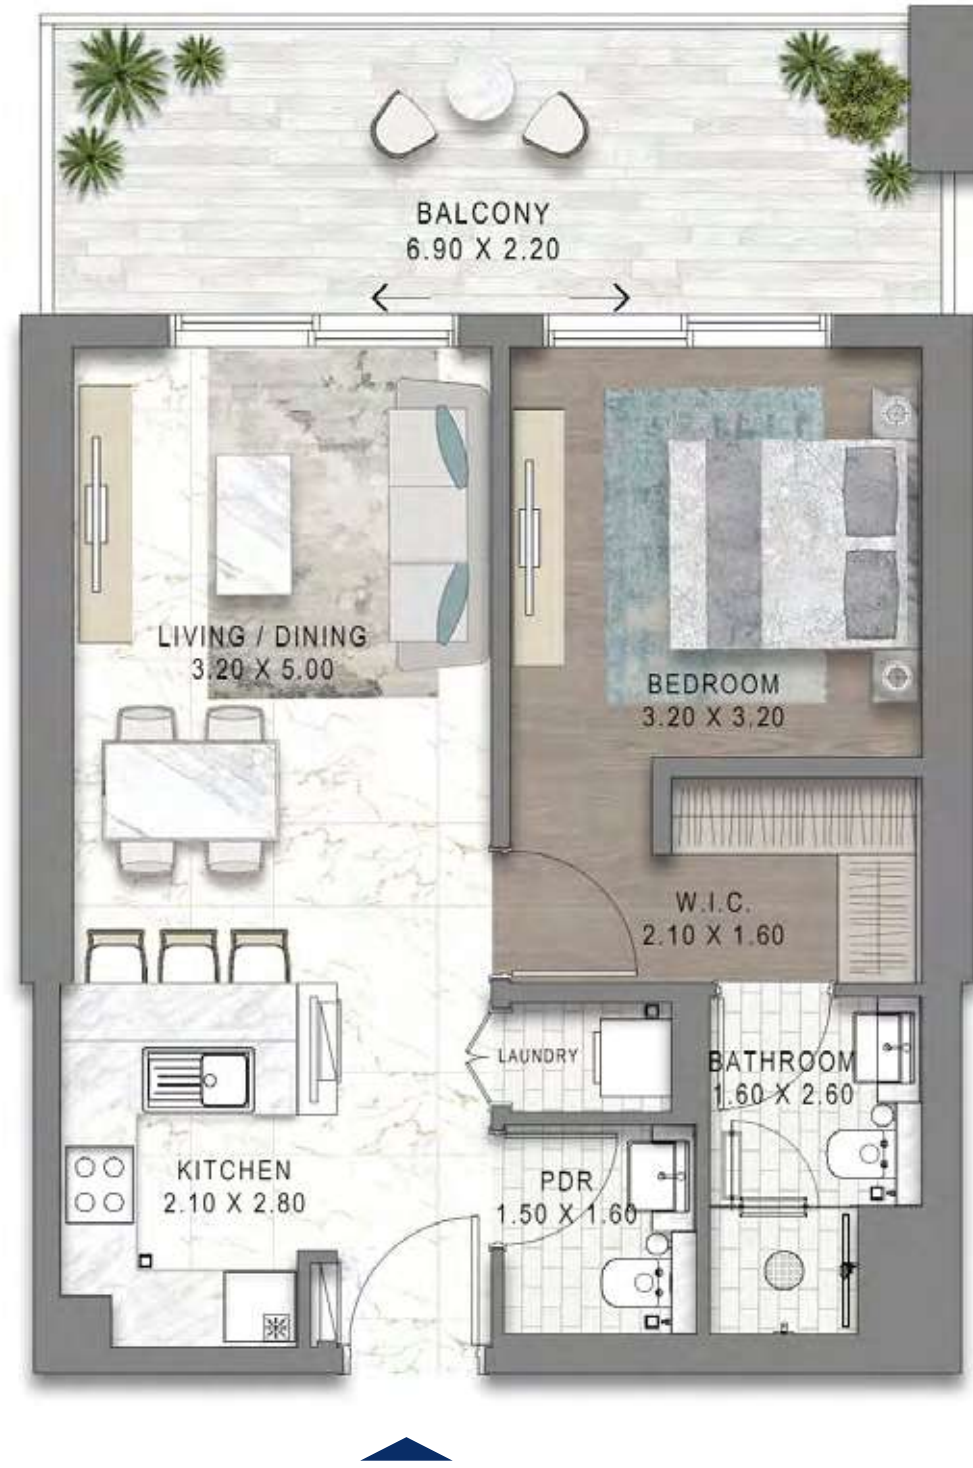 BALCONY
6.90 X 2.20
LIVING / DINING
3.20 X 5.00
BEDROOM
3.20 X 3.20
W.I.C.
2.10 X 1.60
LAUNDRY
BATHROOM
1.60 X 2.60
KITCHEN
2.10 X 2.80
PDR
1.50 X 1.60